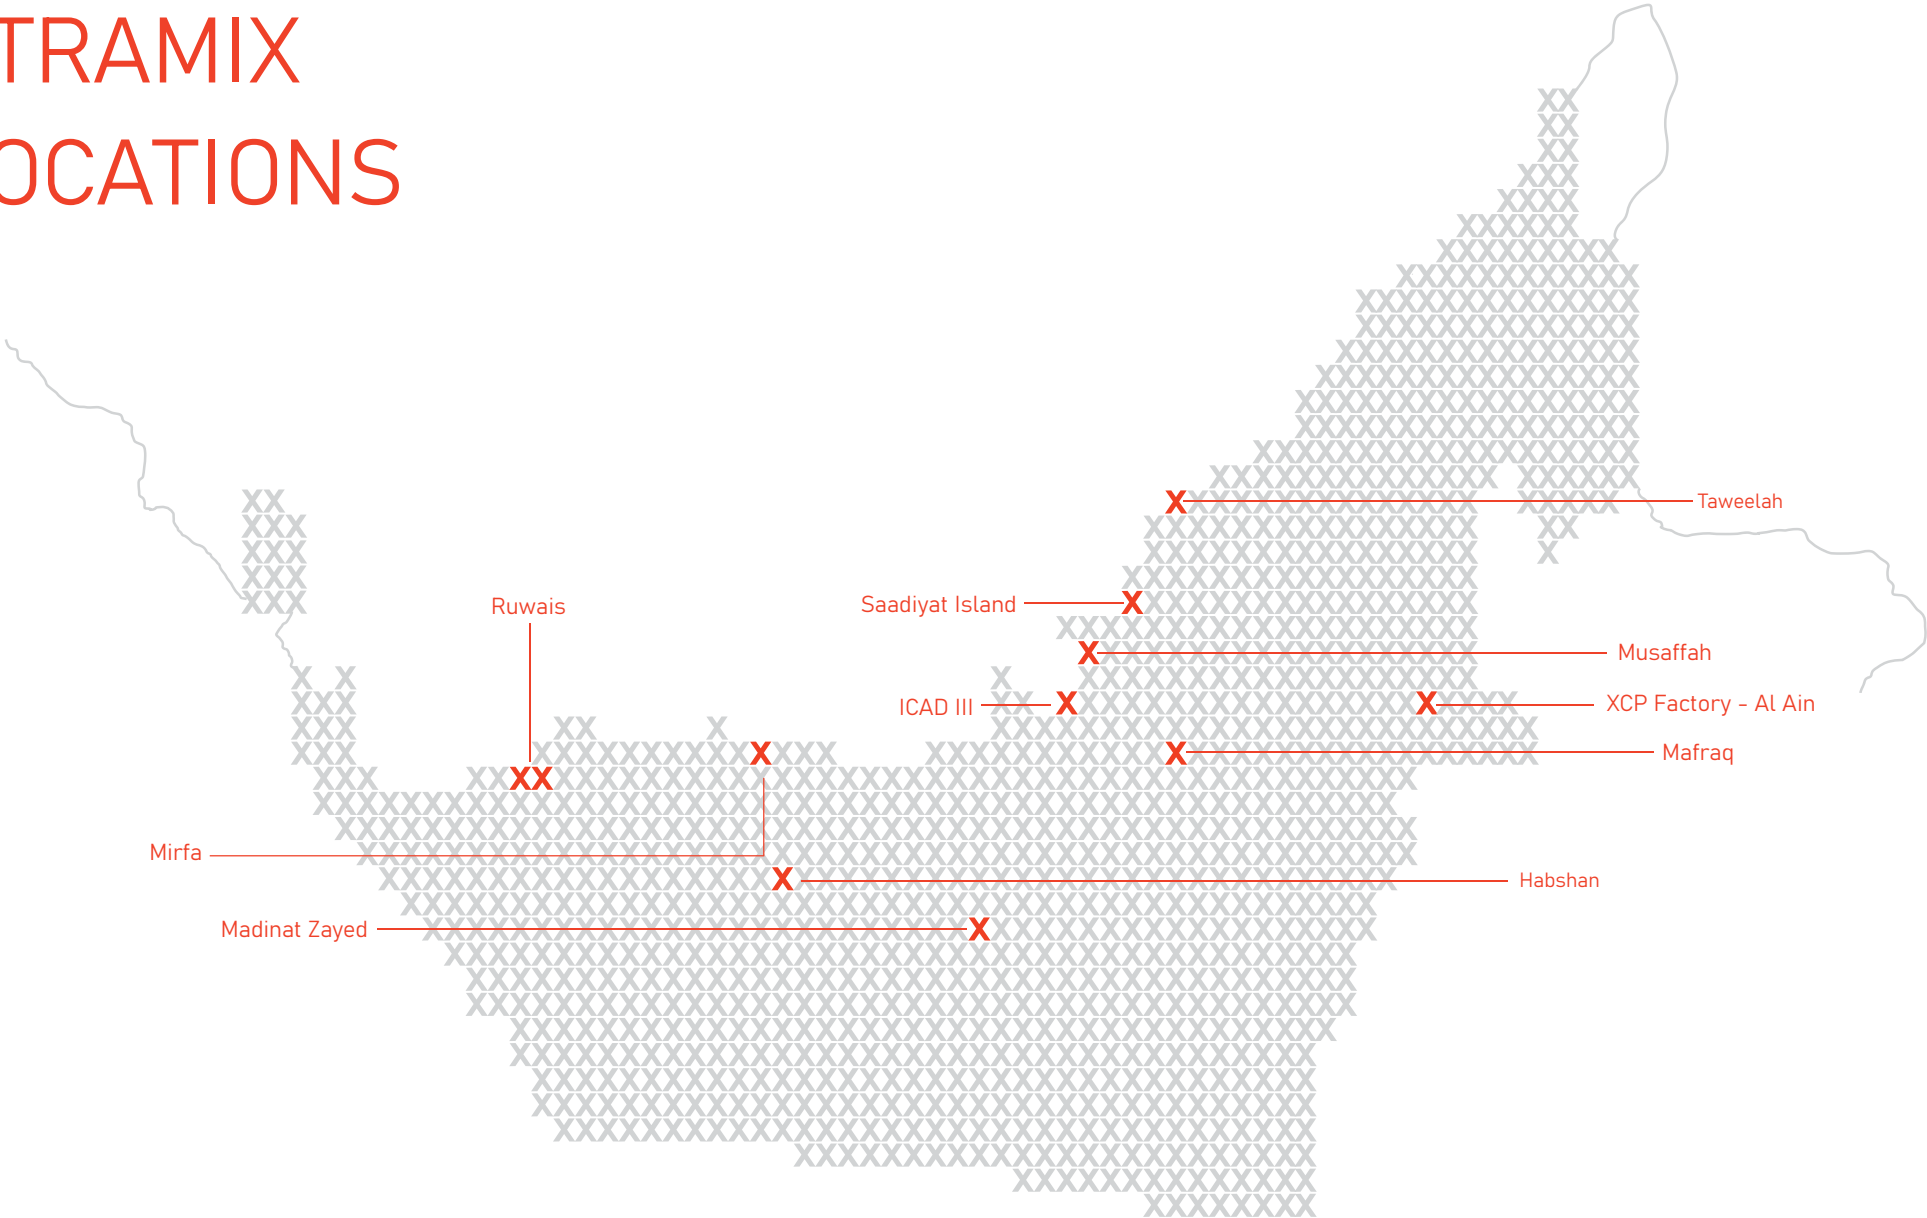 TRAMIX
OCATIONS
Taweelah
Ruwais
Saadiyat Island
Musaffah
ICAD III
XCP Factory - Al Ain
Mafraq
Mirfa
Habshan
Madinat Zayed